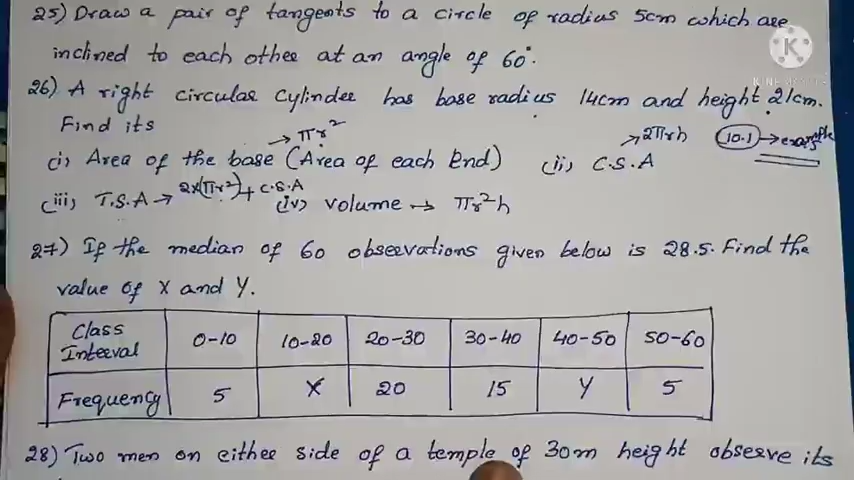 25) Draw a pair of tangents to a circle of radius 5cm which are
inclined to each other at an angle of 60°.
26) A right circular cylinder has base radius 14cm and height 21cm.
Find its
→ πr²
→ 2πrh
10.1 → example
(i) Area of the base (Area of each End) (ii) C.S.A
(iii) T.S.A → 2×(πr²) + C.S.A (iv) volume → πr²h
27) If the median of 60 observations given below is 28.5. Find the
value of X and Y.
Class Interval 0-10 10-20 20-30 30-40 40-50 50-60
Frequency 5 X 20 15 Y 5
28) Two men on either side of a temple of 30m height observe its
K